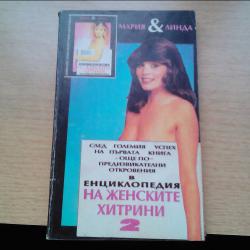 МАРИЯ & ЛИНДА
СЛЕД ГОЛЕМИЯ УСПЕХ
НА ПЪРВАТА КНИГА
-ОЩЕ ПО-
ПРЕДИЗВИКАТЕЛНИ
ОТКРОВЕНИЯ
В
ЕНЦИКЛОПЕДИЯ
НА ЖЕНСКИТЕ
ХИТРИНИ
2